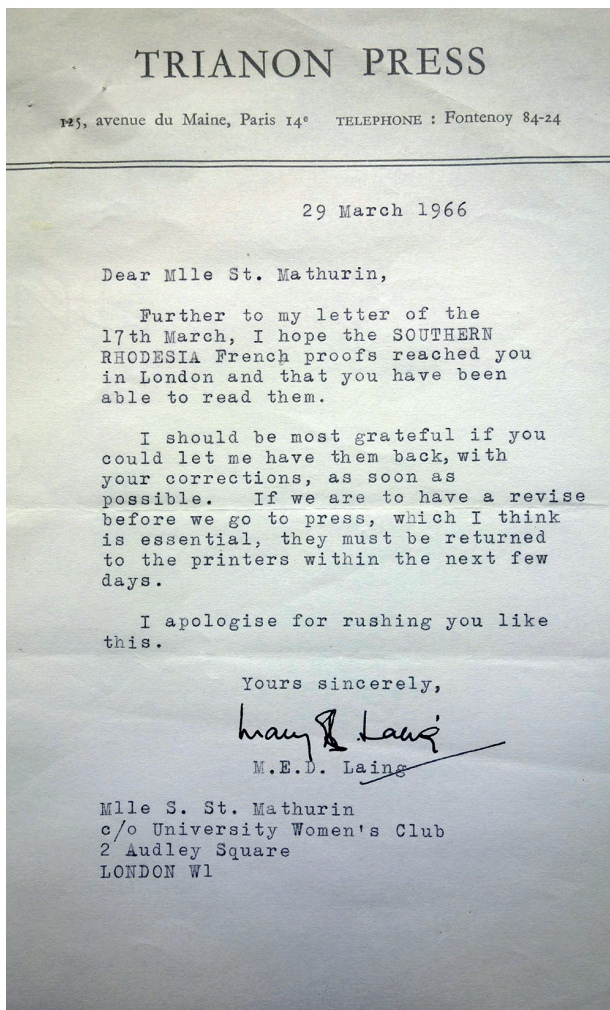 TRIANON PRESS
125, avenue du Maine, Paris 14e TELEPHONE : Fontenoy 84-24
29 March 1966
Dear Mlle St. Mathurin,
Further to my letter of the
17th March, I hope the SOUTHERN
RHODESIA French proofs reached you
in London and that you have been
able to read them.
I should be most grateful if you
could let me have them back, with
your corrections, as soon as
possible. If we are to have a revise
before we go to press, which I think
is essential, they must be returned
to the printers within the next few
days.
I apologise for rushing you like
this.
Yours sincerely,
Mary Laing
M.E.D. Laing
Mlle S. St. Mathurin
c/o University Women's Club
2 Audley Square
LONDON W1